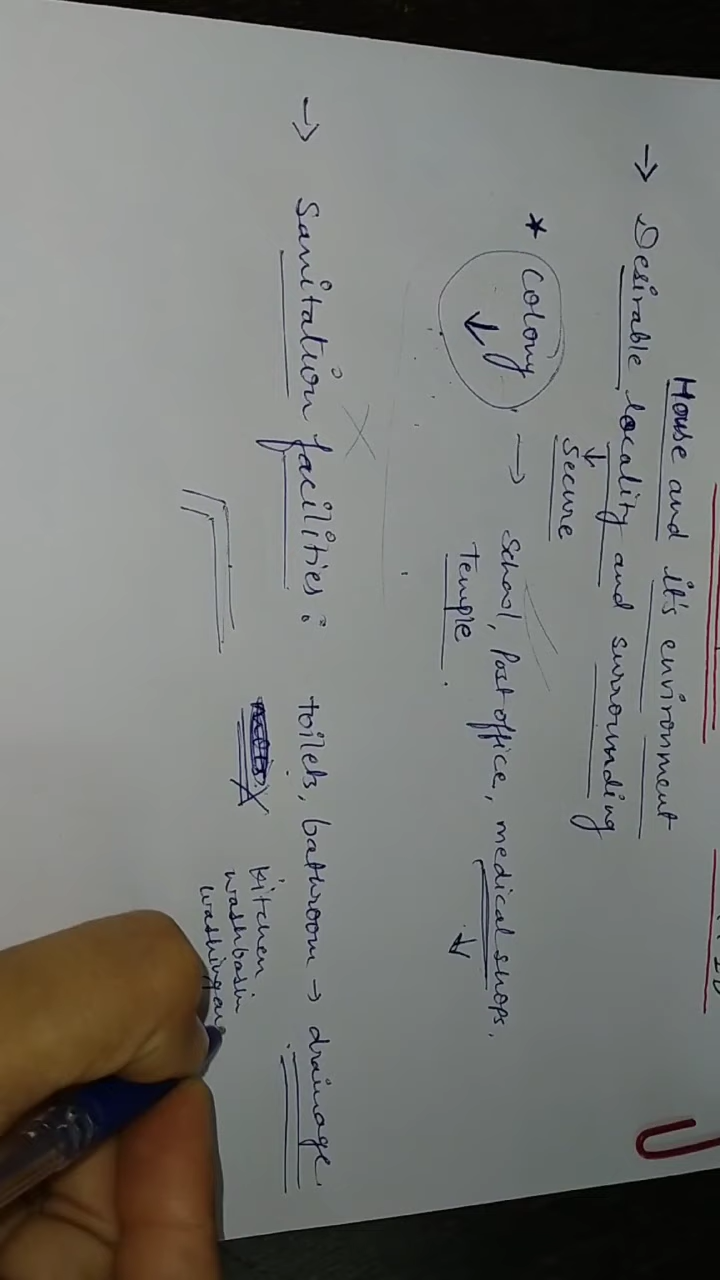 House and it's environment
→ Desirable locality and surrounding
↓
Secure
* Colony → School, Post office, medical shops,
↓ Temple. ↓
→ Sanitation facilities : toilets, bathroom → drainage.
Kitchen
washbasin